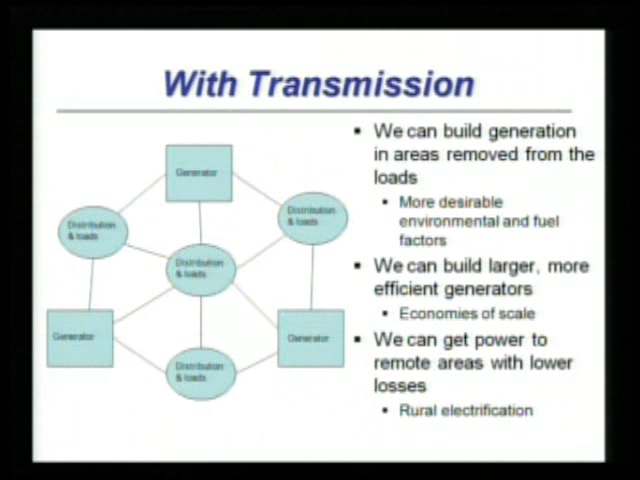 With Transmission
Generator
Distribution
& loads
Distribution
& loads
Distribution
& loads
Generator
Generator
Distribution
& loads
▪ We can build generation
in areas removed from the
loads
▪ More desirable
environmental and fuel
factors
▪ We can build larger, more
efficient generators
▪ Economies of scale
▪ We can get power to
remote areas with lower
losses
▪ Rural electrification